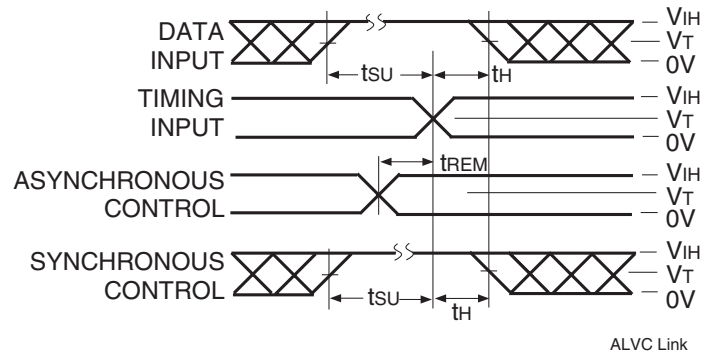 DATA
INPUT
tSU
tH
VIH
VT
0V
TIMING
INPUT
VIH
VT
0V
tREM
ASYNCHRONOUS
CONTROL
VIH
VT
0V
SYNCHRONOUS
CONTROL
tSU
tH
VIH
VT
0V
ALVC Link